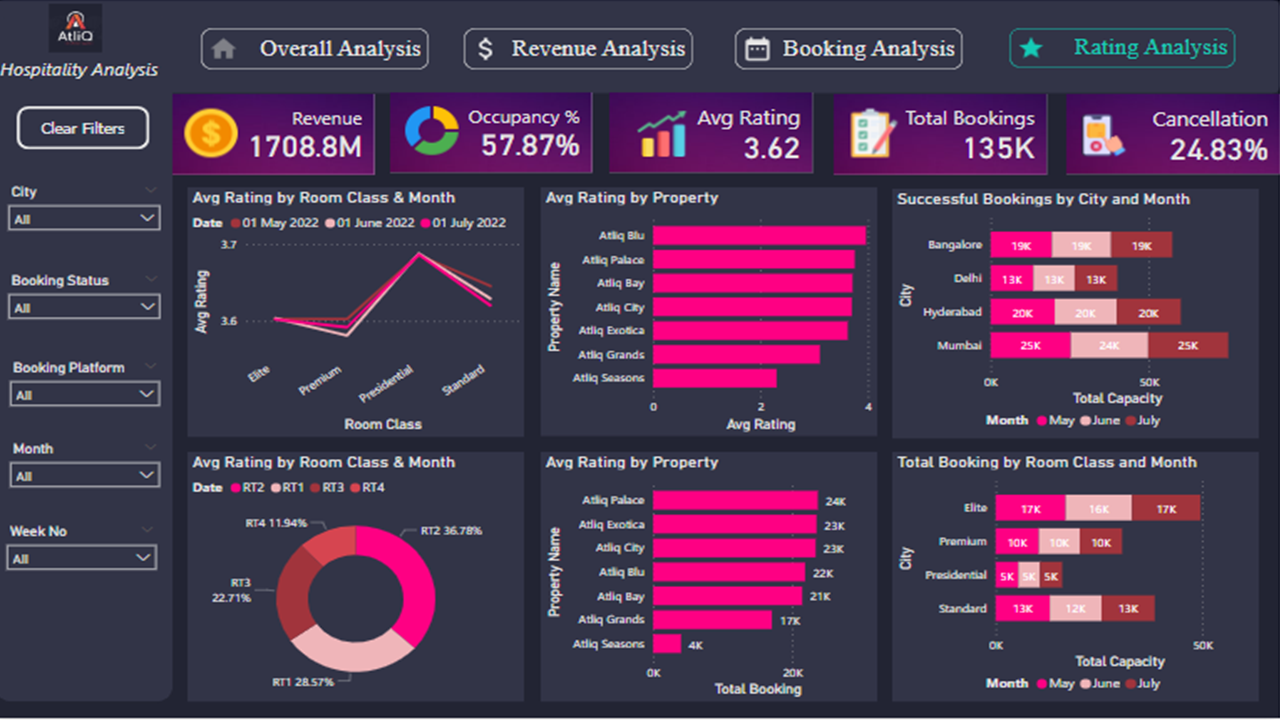 AtliQ
Hospitality Analysis
Overall Analysis
Revenue Analysis
Booking Analysis
Rating Analysis
Clear Filters
City
All
Booking Status
All
Booking Platform
All
Month
All
Week No
All
Revenue
1708.8M
Occupancy %
57.87%
Avg Rating
3.62
Total Bookings
135K
Cancellation
24.83%
Avg Rating by Room Class & Month
Date 01 May 2022 01 June 2022 01 July 2022
3.7
3.6
Avg Rating
Elite
Premium
Presidential
Standard
Room Class
Avg Rating by Property
Property Name
Atliq Blu
Atliq Palace
Atliq Bay
Atliq City
Atliq Exotica
Atliq Grands
Atliq Seasons
0 2 4
Avg Rating
Successful Bookings by City and Month
City
Bangalore 19K 19K 19K
Delhi 13K 13K 13K
Hyderabad 20K 20K 20K
Mumbai 25K 24K 25K
0K 50K
Total Capacity
Month May June July
Avg Rating by Room Class & Month
Date RT2 RT1 RT3 RT4
RT4 11.94%
RT2 36.78%
RT3
22.71%
RT1 28.57%
Avg Rating by Property
Property Name
Atliq Palace 24K
Atliq Exotica 23K
Atliq City 23K
Atliq Blu 22K
Atliq Bay 21K
Atliq Grands 17K
Atliq Seasons 4K
0K 20K
Total Booking
Total Booking by Room Class and Month
City
Elite 17K 16K 17K
Premium 10K 10K 10K
Presidential 5K 5K 5K
Standard 13K 12K 13K
0K 50K
Total Capacity
Month May June July